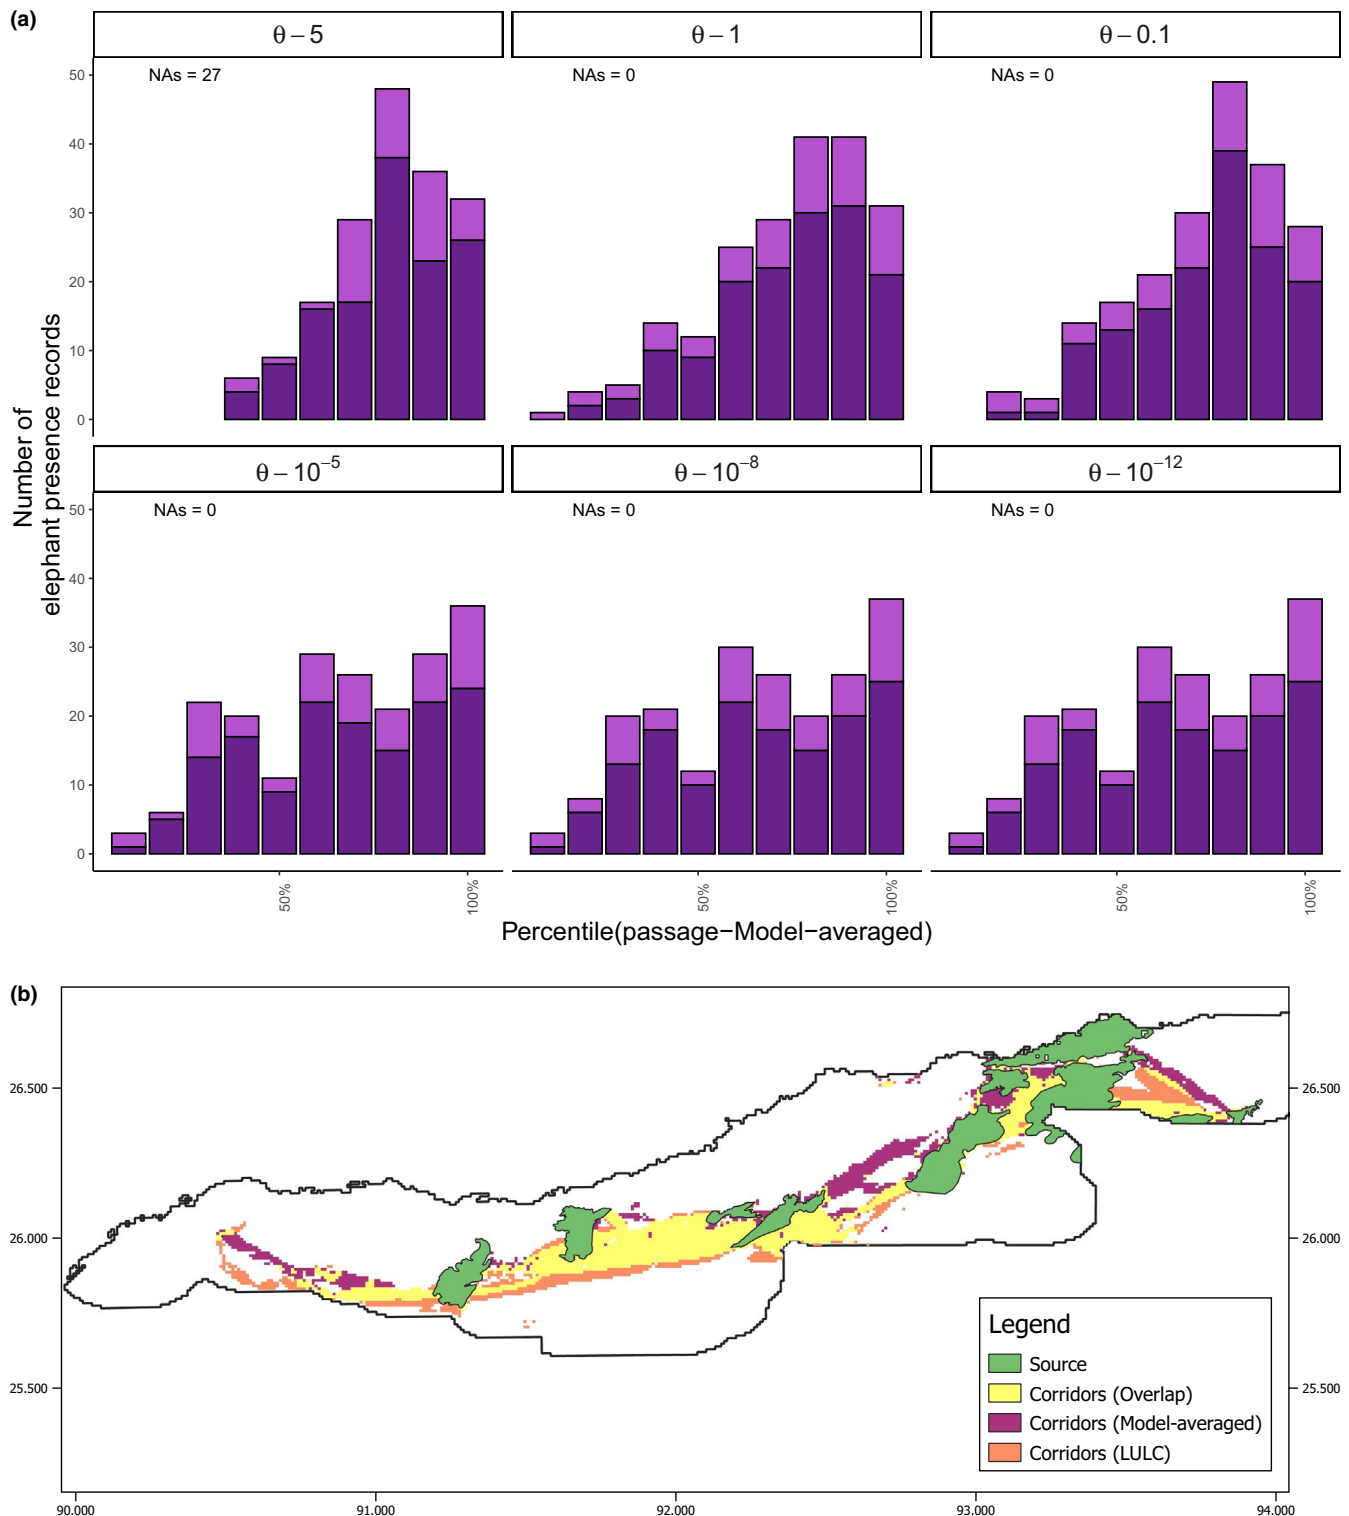 (a)
θ – 5
θ – 1
θ – 0.1
NAs = 27
NAs = 0
NAs = 0
50
40
30
20
10
0
θ – 10⁻⁵
θ – 10⁻⁸
θ – 10⁻¹²
NAs = 0
NAs = 0
NAs = 0
50
40
30
20
10
0
Number of
elephant presence records
50%
100%
50%
100%
50%
100%
Percentile(passage−Model−averaged)
(b)
26.500
26.000
25.500
26.500
26.000
25.500
Legend
Source
Corridors (Overlap)
Corridors (Model-averaged)
Corridors (LULC)
90.000
91.000
92.000
93.000
94.000